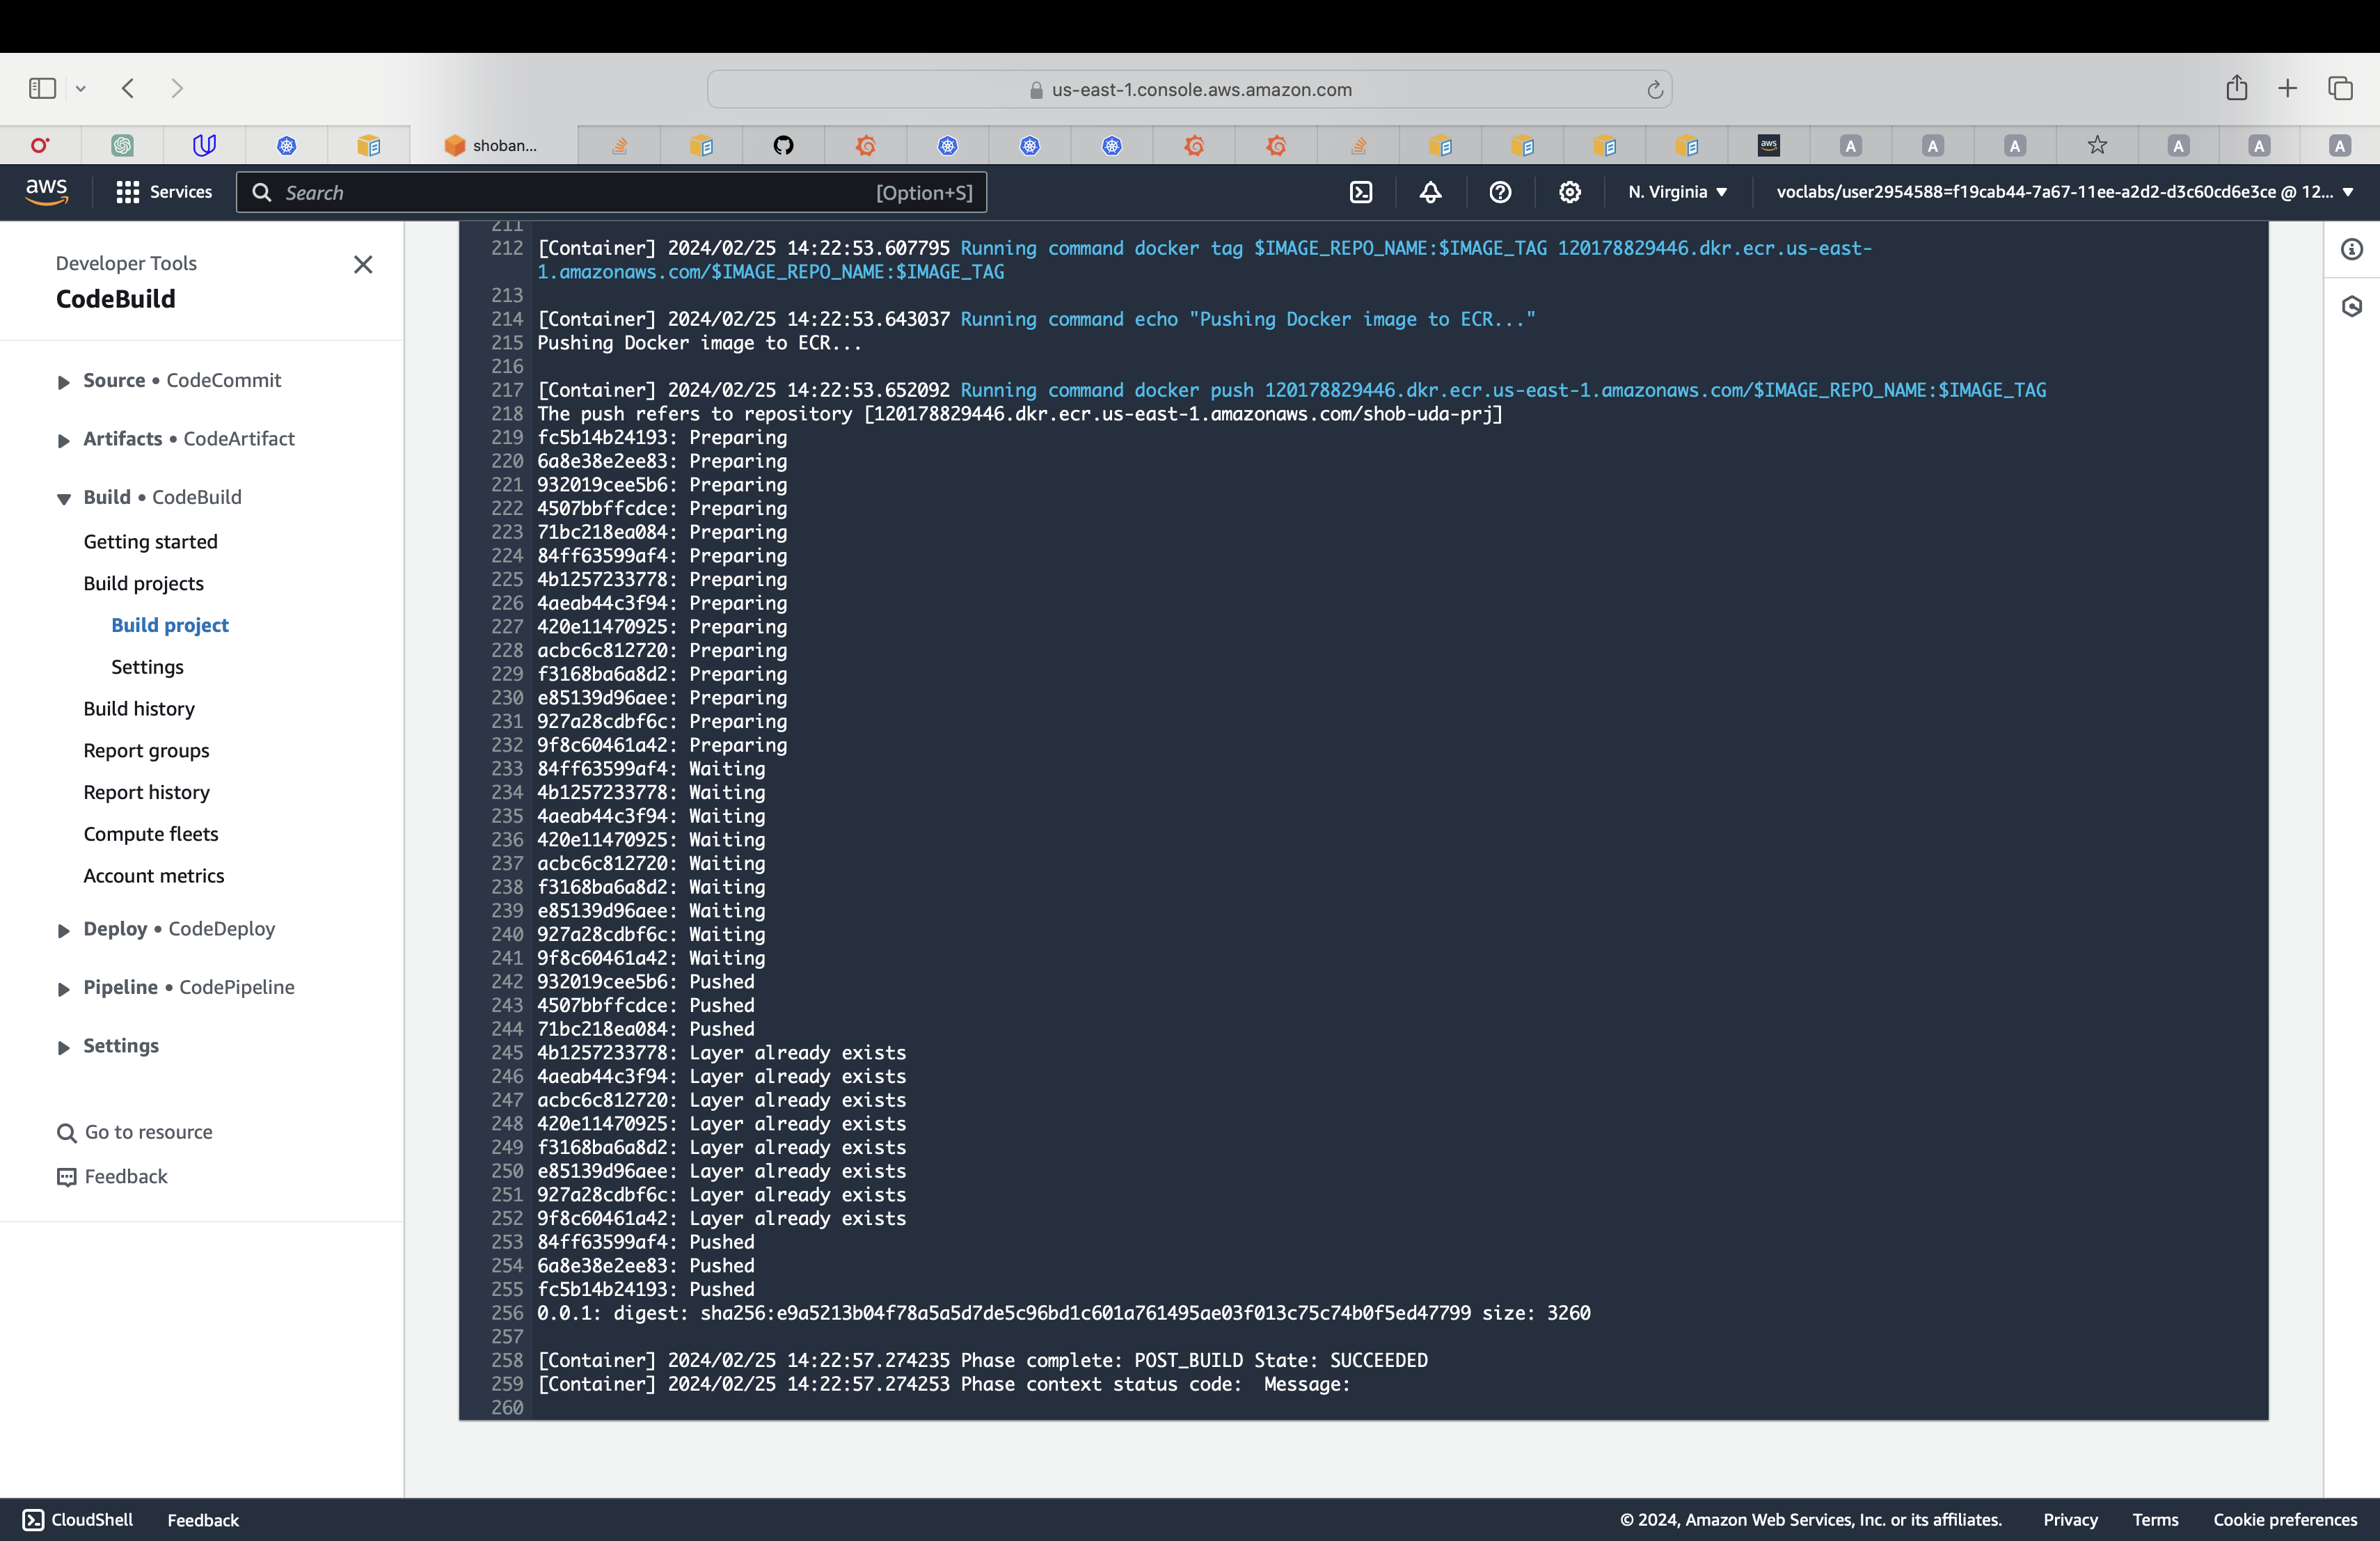 us-east-1.console.aws.amazon.com
shoban...
aws
A
A
A
A
A
A
aws
Services
Search
[Option+S]
N. Virginia
voclabs/user2954588=f19cab44-7a67-11ee-a2d2-d3c60cd6e3ce @ 12...
Developer Tools
CodeBuild
Source • CodeCommit
Artifacts • CodeArtifact
Build • CodeBuild
Getting started
Build projects
Build project
Settings
Build history
Report groups
Report history
Compute fleets
Account metrics
Deploy • CodeDeploy
Pipeline • CodePipeline
Settings
Go to resource
Feedback
211
212 [Container] 2024/02/25 14:22:53.607795 Running command docker tag $IMAGE_REPO_NAME:$IMAGE_TAG 120178829446.dkr.ecr.us-east-
1.amazonaws.com/$IMAGE_REPO_NAME:$IMAGE_TAG
213
214 [Container] 2024/02/25 14:22:53.643037 Running command echo "Pushing Docker image to ECR..."
215 Pushing Docker image to ECR...
216
217 [Container] 2024/02/25 14:22:53.652092 Running command docker push 120178829446.dkr.ecr.us-east-1.amazonaws.com/$IMAGE_REPO_NAME:$IMAGE_TAG
218 The push refers to repository [120178829446.dkr.ecr.us-east-1.amazonaws.com/shob-uda-prj]
219 fc5b14b24193: Preparing
220 6a8e38e2ee83: Preparing
221 932019cee5b6: Preparing
222 4507bbffcdce: Preparing
223 71bc218ea084: Preparing
224 84ff63599af4: Preparing
225 4b1257233778: Preparing
226 4aeab44c3f94: Preparing
227 420e11470925: Preparing
228 acbc6c812720: Preparing
229 f3168ba6a8d2: Preparing
230 e85139d96aee: Preparing
231 927a28cdbf6c: Preparing
232 9f8c60461a42: Preparing
233 84ff63599af4: Waiting
234 4b1257233778: Waiting
235 4aeab44c3f94: Waiting
236 420e11470925: Waiting
237 acbc6c812720: Waiting
238 f3168ba6a8d2: Waiting
239 e85139d96aee: Waiting
240 927a28cdbf6c: Waiting
241 9f8c60461a42: Waiting
242 932019cee5b6: Pushed
243 4507bbffcdce: Pushed
244 71bc218ea084: Pushed
245 4b1257233778: Layer already exists
246 4aeab44c3f94: Layer already exists
247 acbc6c812720: Layer already exists
248 420e11470925: Layer already exists
249 f3168ba6a8d2: Layer already exists
250 e85139d96aee: Layer already exists
251 927a28cdbf6c: Layer already exists
252 9f8c60461a42: Layer already exists
253 84ff63599af4: Pushed
254 6a8e38e2ee83: Pushed
255 fc5b14b24193: Pushed
256 0.0.1: digest: sha256:e9a5213b04f78a5a5d7de5c96bd1c601a761495ae03f013c75c74b0f5ed47799 size: 3260
257
258 [Container] 2024/02/25 14:22:57.274235 Phase complete: POST_BUILD State: SUCCEEDED
259 [Container] 2024/02/25 14:22:57.274253 Phase context status code:  Message:
260
CloudShell
Feedback
© 2024, Amazon Web Services, Inc. or its affiliates.
Privacy
Terms
Cookie preferences